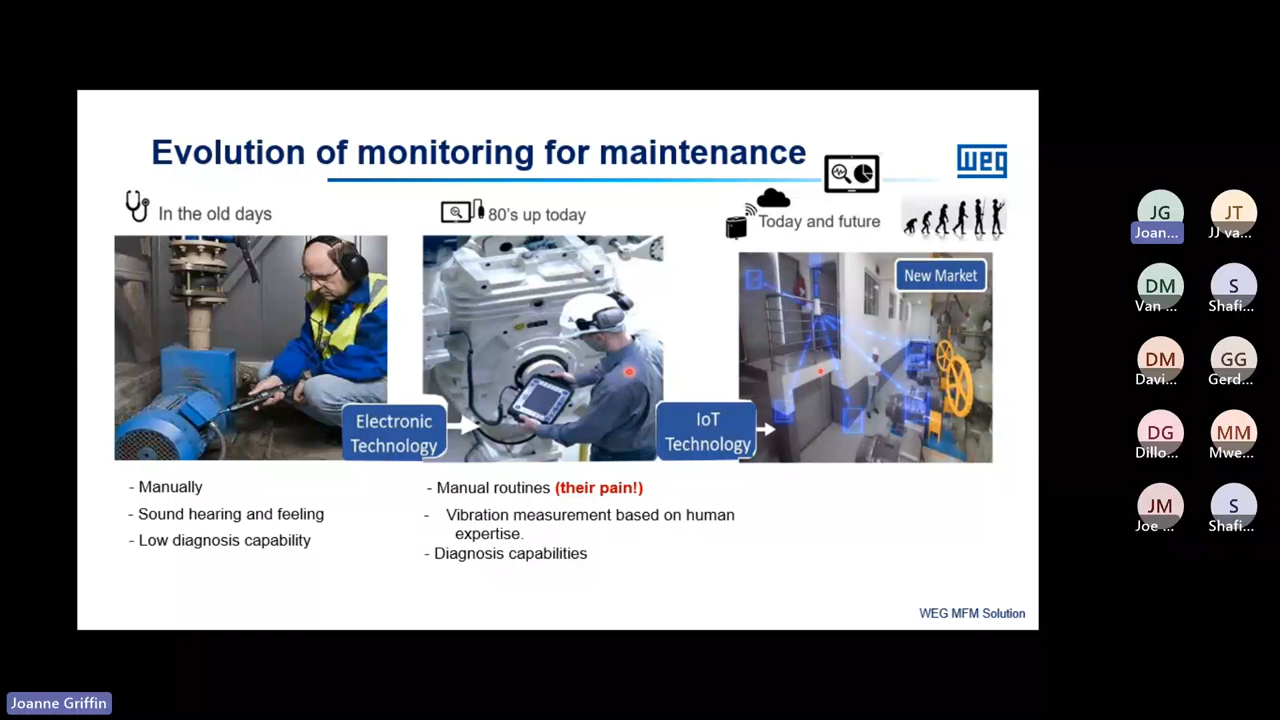 Evolution of monitoring for maintenance
weg
In the old days
80's up today
Today and future
New Market
Electronic
Technology
IoT
Technology
- Manually
- Sound hearing and feeling
- Low diagnosis capability
- Manual routines (their pain!)
- Vibration measurement based on human
expertise.
- Diagnosis capabilities
WEG MFM Solution
JG
Joan...
JT
JJ va...
DM
Van ...
S
Shafi...
DM
Davi...
GG
Gerd...
DG
Dillo...
MM
Mwe...
JM
Joe ...
S
Shafi...
Joanne Griffin